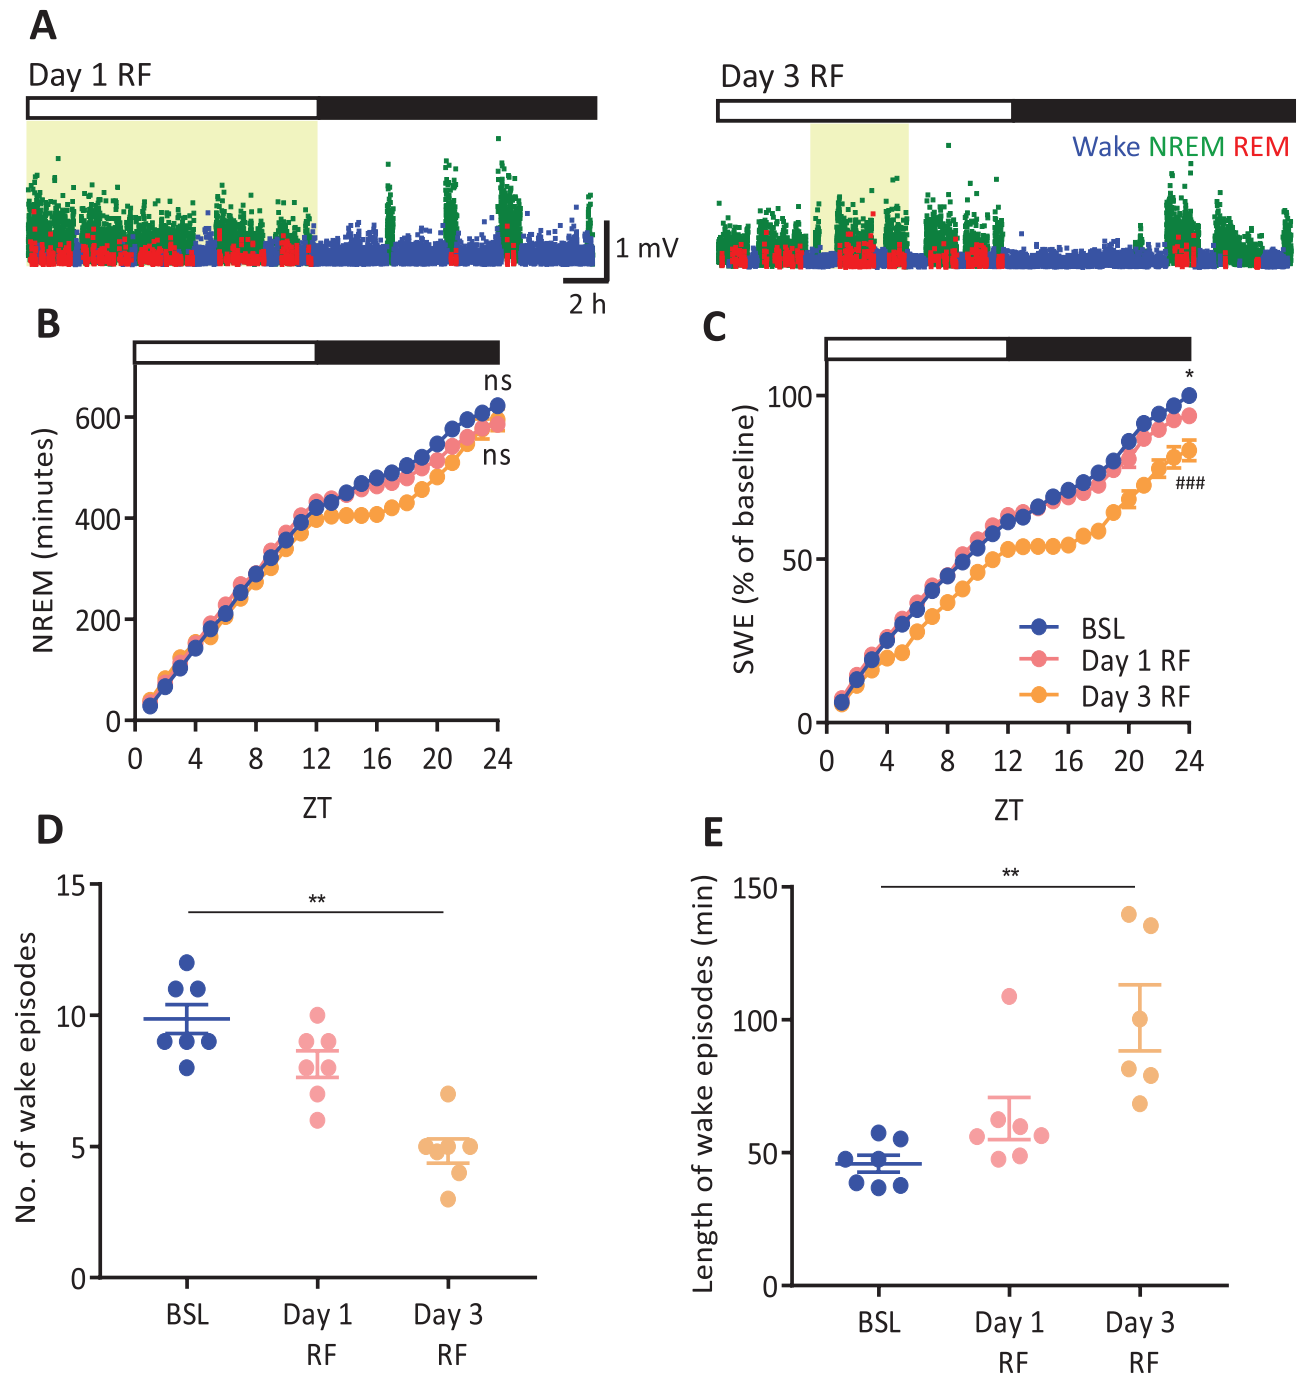 A
Day 1 RF
Day 3 RF
Wake NREM REM
1 mV
2 h
B
C
ns
ns
600
400
200
0
NREM (minutes)
0 4 8 12 16 20 24
ZT
*
###
100
50
0
SWE (% of baseline)
BSL
Day 1 RF
Day 3 RF
0 4 8 12 16 20 24
ZT
D
E
**
15
10
5
0
No. of wake episodes
BSL
Day 1
RF
Day 3
RF
**
150
100
50
0
Length of wake episodes (min)
BSL
Day 1
RF
Day 3
RF